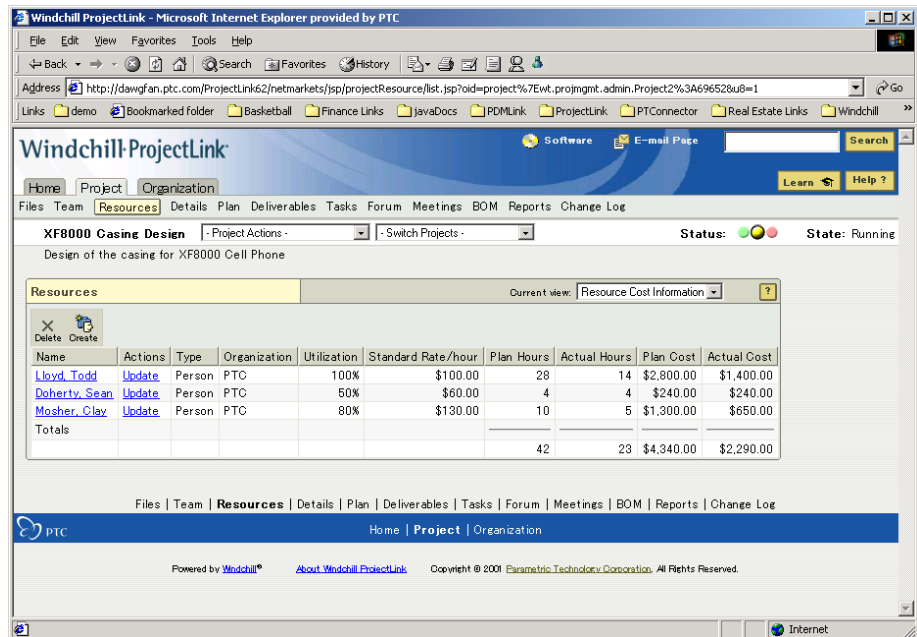 Windchill ProjectLink - Microsoft Internet Explorer provided by PTC
File Edit View Favorites Tools Help
Back Search Favorites History
Address http://dawgfan.ptc.com/ProjectLink62/netmarkets/jsp/projectResource/list.jsp?oid=project%7Ewt.projmgmt.admin.Project2%3A69652&u8=1 Go
Links demo Bookmarked folder Basketball Finance Links javaDocs PDMLink ProjectLink PTConnector Real Estate Links Windchill »
Windchill ProjectLink Software E-mail Page Search
Home Project Organization Learn Help ?
Files Team Resources Details Plan Deliverables Tasks Forum Meetings BOM Reports Change Log
XF8000 Casing Design - Project Actions - - Switch Projects - Status: State: Running
Design of the casing for XF8000 Cell Phone
Resources Current view: Resource Cost Information ?
Delete Create
Name Actions Type Organization Utilization Standard Rate/hour Plan Hours Actual Hours Plan Cost Actual Cost
Lloyd, Todd Update Person PTC 100% $100.00 28 14 $2,800.00 $1,400.00
Doherty, Sean Update Person PTC 50% $60.00 4 4 $240.00 $240.00
Mosher, Clay Update Person PTC 80% $130.00 10 5 $1,300.00 $650.00
Totals
42 23 $4,340.00 $2,290.00
Files | Team | Resources | Details | Plan | Deliverables | Tasks | Forum | Meetings | BOM | Reports | Change Log
PTC Home | Project | Organization
Powered by Windchill® About Windchill ProjectLink Copyright © 2001 Parametric Technology Corporation. All Rights Reserved.
Internet